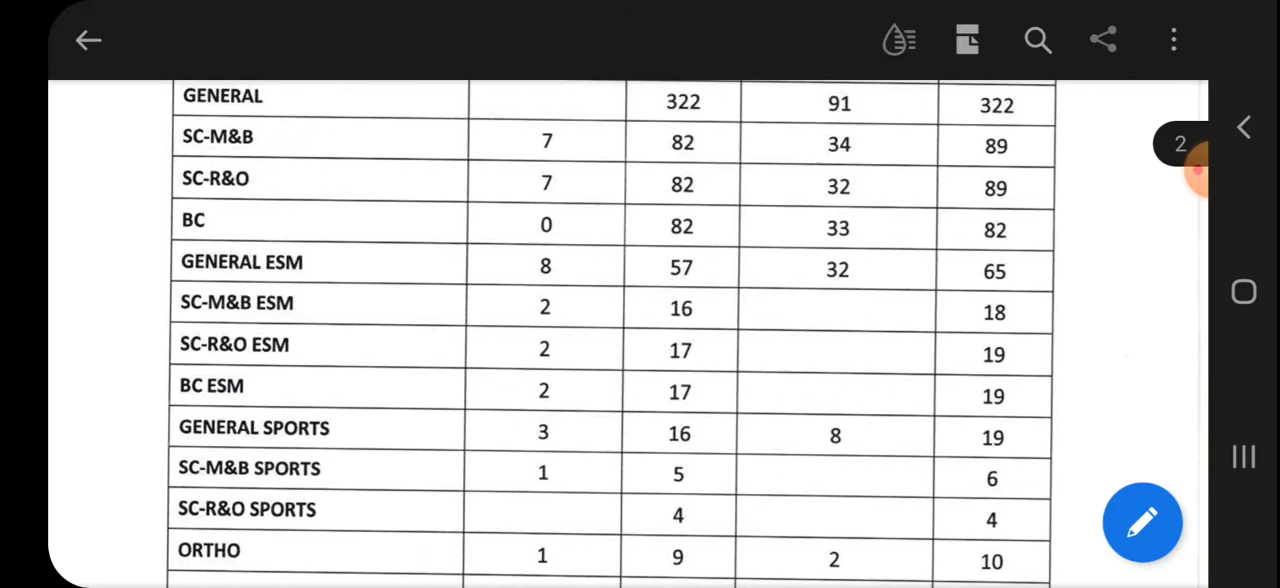 GENERAL 322 91 322
SC-M&B 7 82 34 89
2
SC-R&O 7 82 32 89
BC 0 82 33 82
GENERAL ESM 8 57 32 65
SC-M&B ESM 2 16 18
SC-R&O ESM 2 17 19
BC ESM 2 17 19
GENERAL SPORTS 3 16 8 19
SC-M&B SPORTS 1 5 6
SC-R&O SPORTS 4 4
ORTHO 1 9 2 10